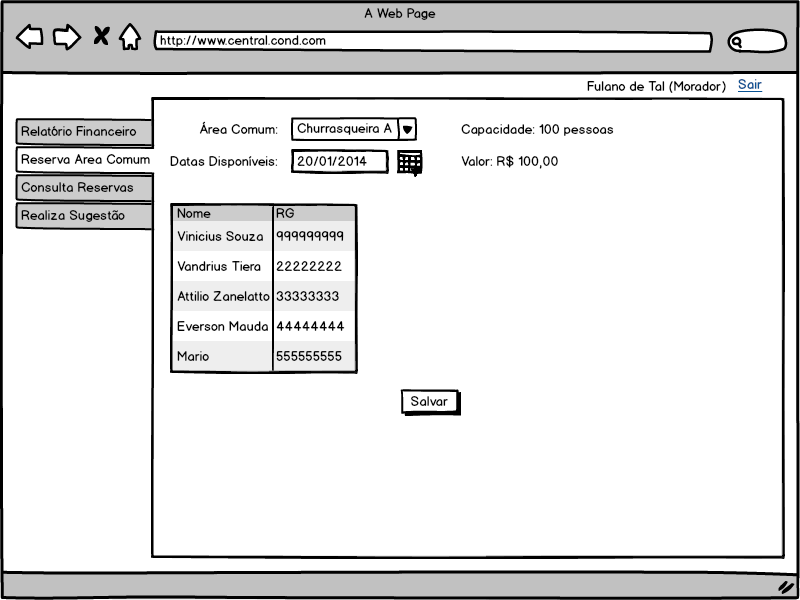 A Web Page
http://www.central.cond.com
Fulano de Tal (Morador) Sair
Relatório Financeiro
Reserva Area Comum
Consulta Reservas
Realiza Sugestão
Área Comum: Churrasqueira A Capacidade: 100 pessoas
Datas Disponíveis: 20/01/2014 Valor: R$ 100,00
Nome RG
Vinicius Souza 999999999
Vandrius Tiera 22222222
Attilio Zanelatto 33333333
Everson Mauda 44444444
Mario 555555555
Salvar